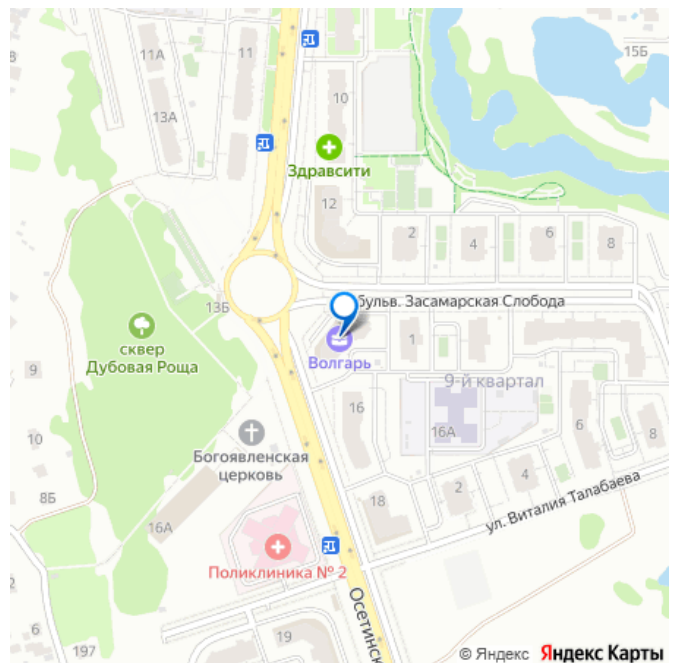 8
11А
11
15Б
10
13А
Здравсити
12
2
4
6
8
бульв. Засамарская Слобода
13Б
сквер
Дубовая Роща
Волгарь
1
9-й квартал
9
16
16А
6
8
10
Богоявленская
церковь
8Б
2
4
18
ул. Виталия Талабаева
16А
Поликлиника № 2
2
Осетинск
6
19
197
© Яндекс Яндекс Карты